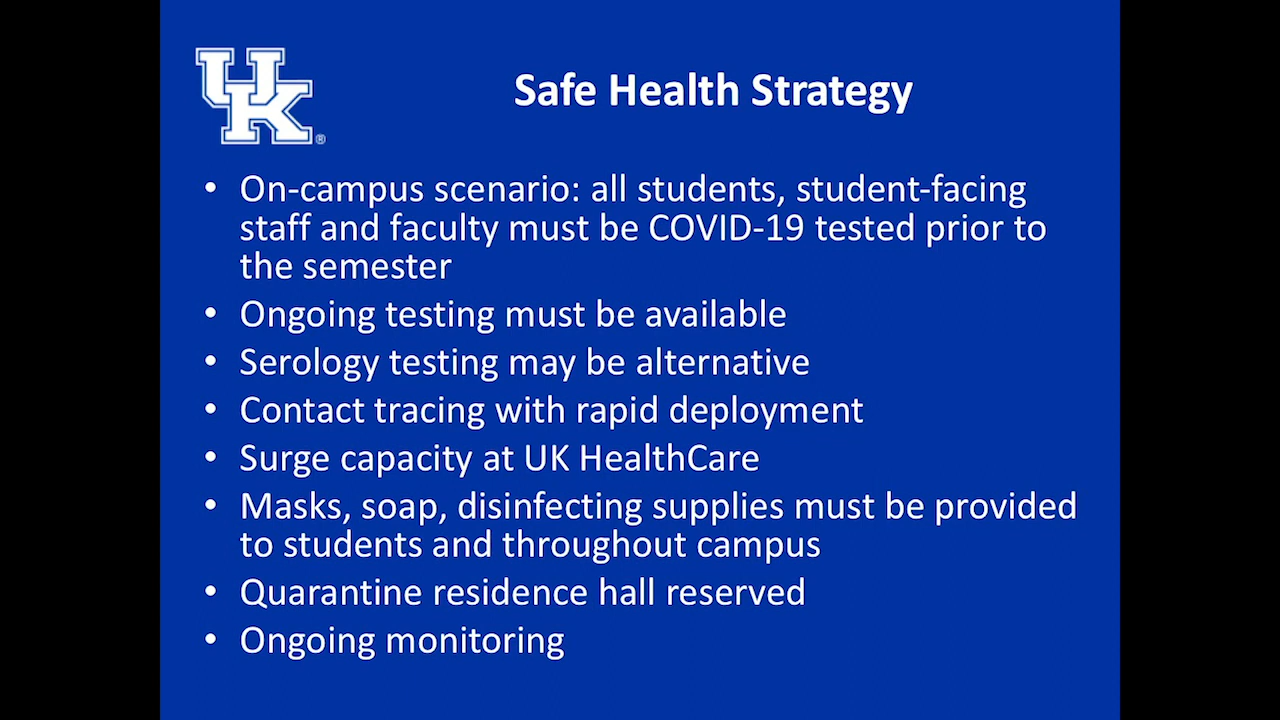 UK®
Safe Health Strategy
• On-campus scenario: all students, student-facing
staff and faculty must be COVID-19 tested prior to
the semester
• Ongoing testing must be available
• Serology testing may be alternative
• Contact tracing with rapid deployment
• Surge capacity at UK HealthCare
• Masks, soap, disinfecting supplies must be provided
to students and throughout campus
• Quarantine residence hall reserved
• Ongoing monitoring